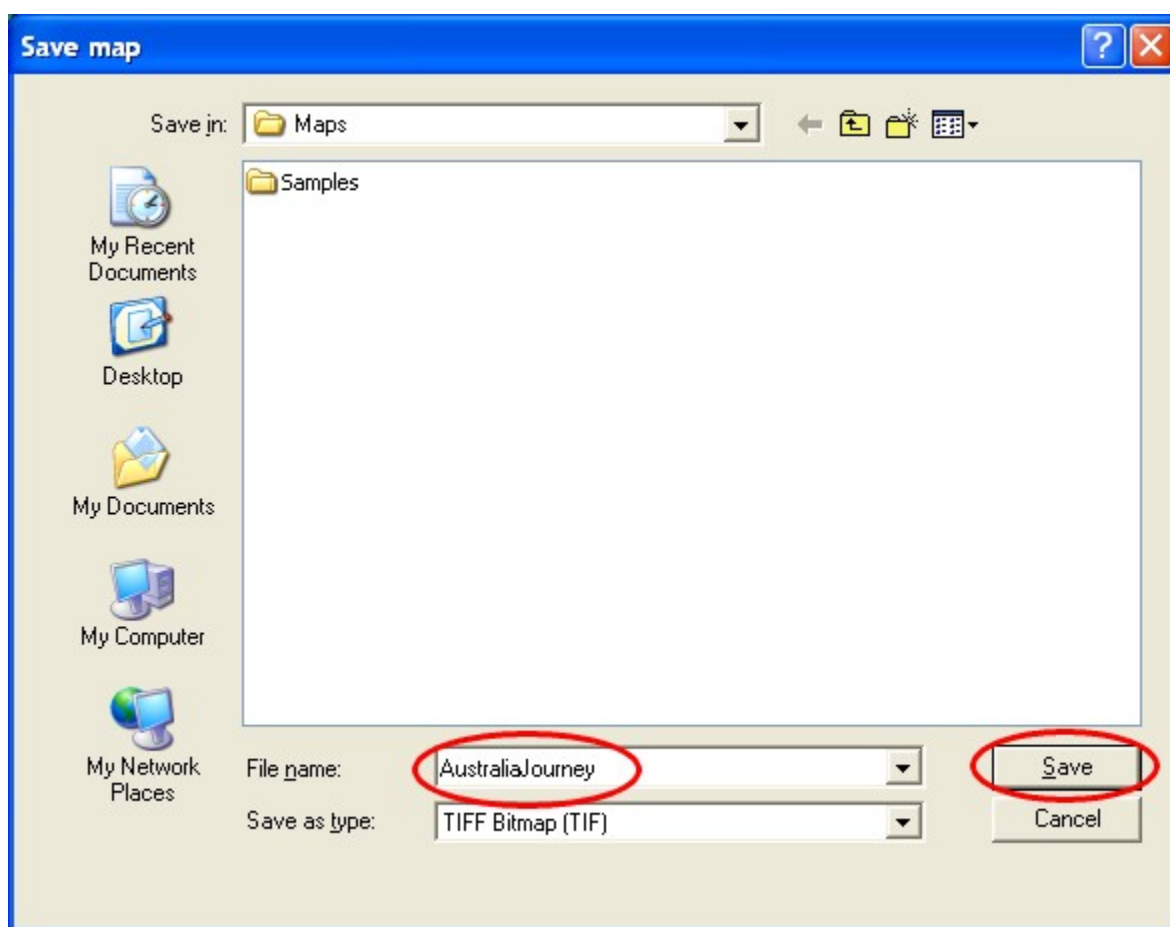 Save map
Save in:
Maps
Samples
My Recent
Documents
Desktop
My Documents
My Computer
My Network
Places
File name:
AustraliaJourney
Save
Save as type:
TIFF Bitmap (TIF)
Cancel